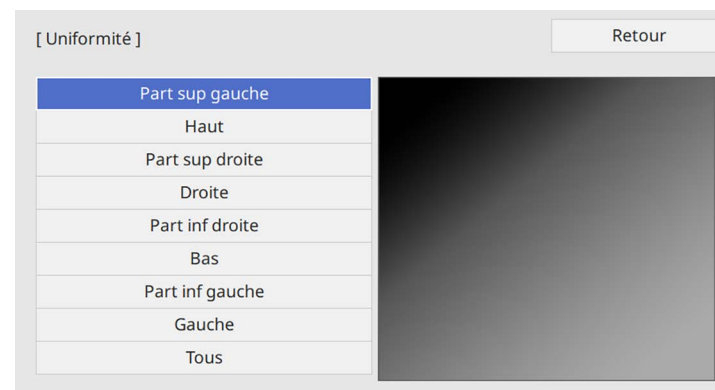 [ Uniformité ]
Retour
Part sup gauche
Haut
Part sup droite
Droite
Part inf droite
Bas
Part inf gauche
Gauche
Tous